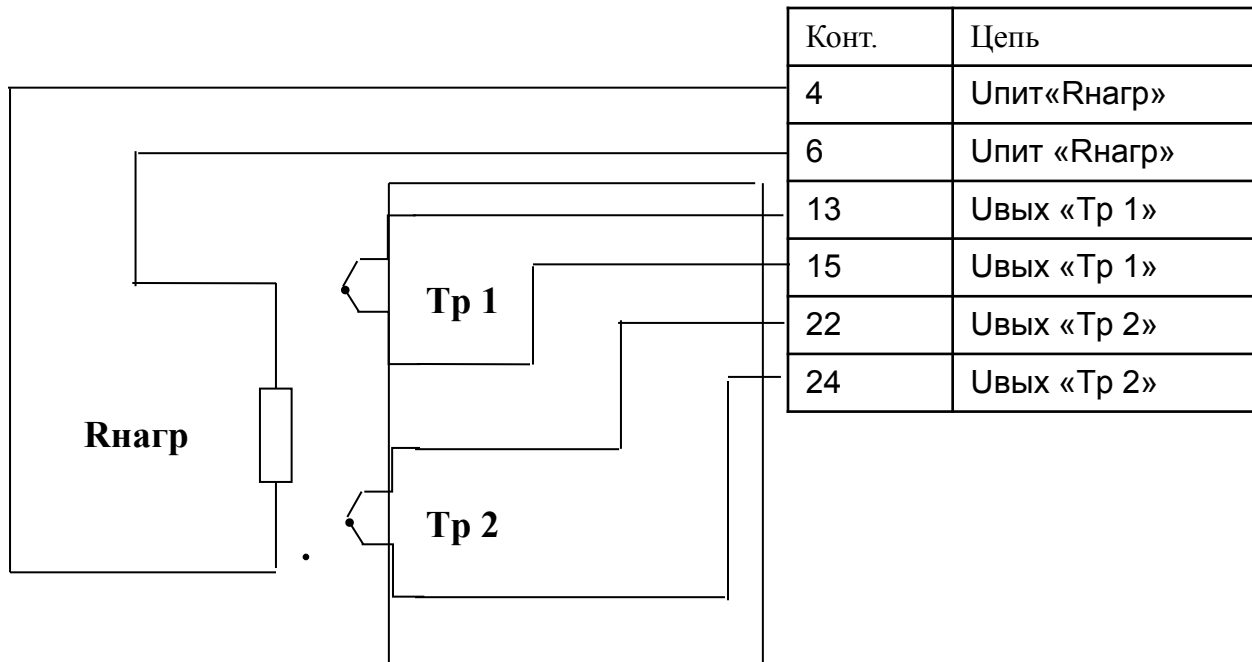 Конт. Цепь
4 Uпит«Rнагр»
6 Uпит «Rнагр»
13 Uвых «Тр 1»
15 Uвых «Тр 1»
22 Uвых «Тр 2»
24 Uвых «Тр 2»
Тр 1
Rнагр
Тр 2